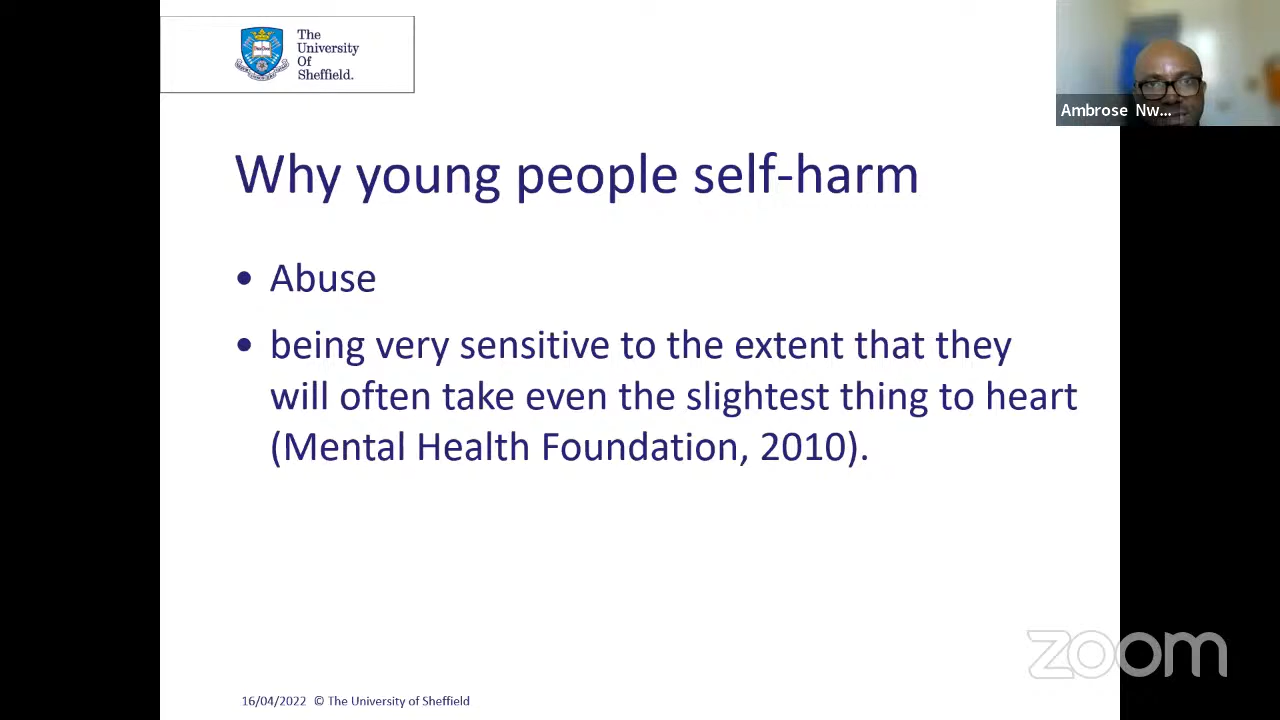 The
University
Of
Sheffield.
Ambrose Nw...
Why young people self-harm
• Abuse
• being very sensitive to the extent that they
will often take even the slightest thing to heart
(Mental Health Foundation, 2010).
zoom
16/04/2022 © The University of Sheffield